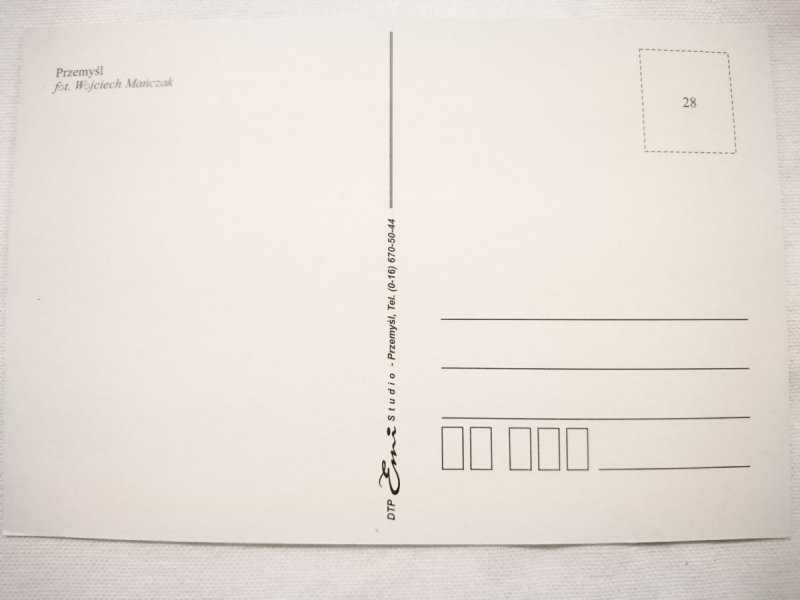 Przemyśl
fot. Wojciech Mańczak
DTP Emi Studio - Przemyśl, Tel. (0-16) 670-50-44
28